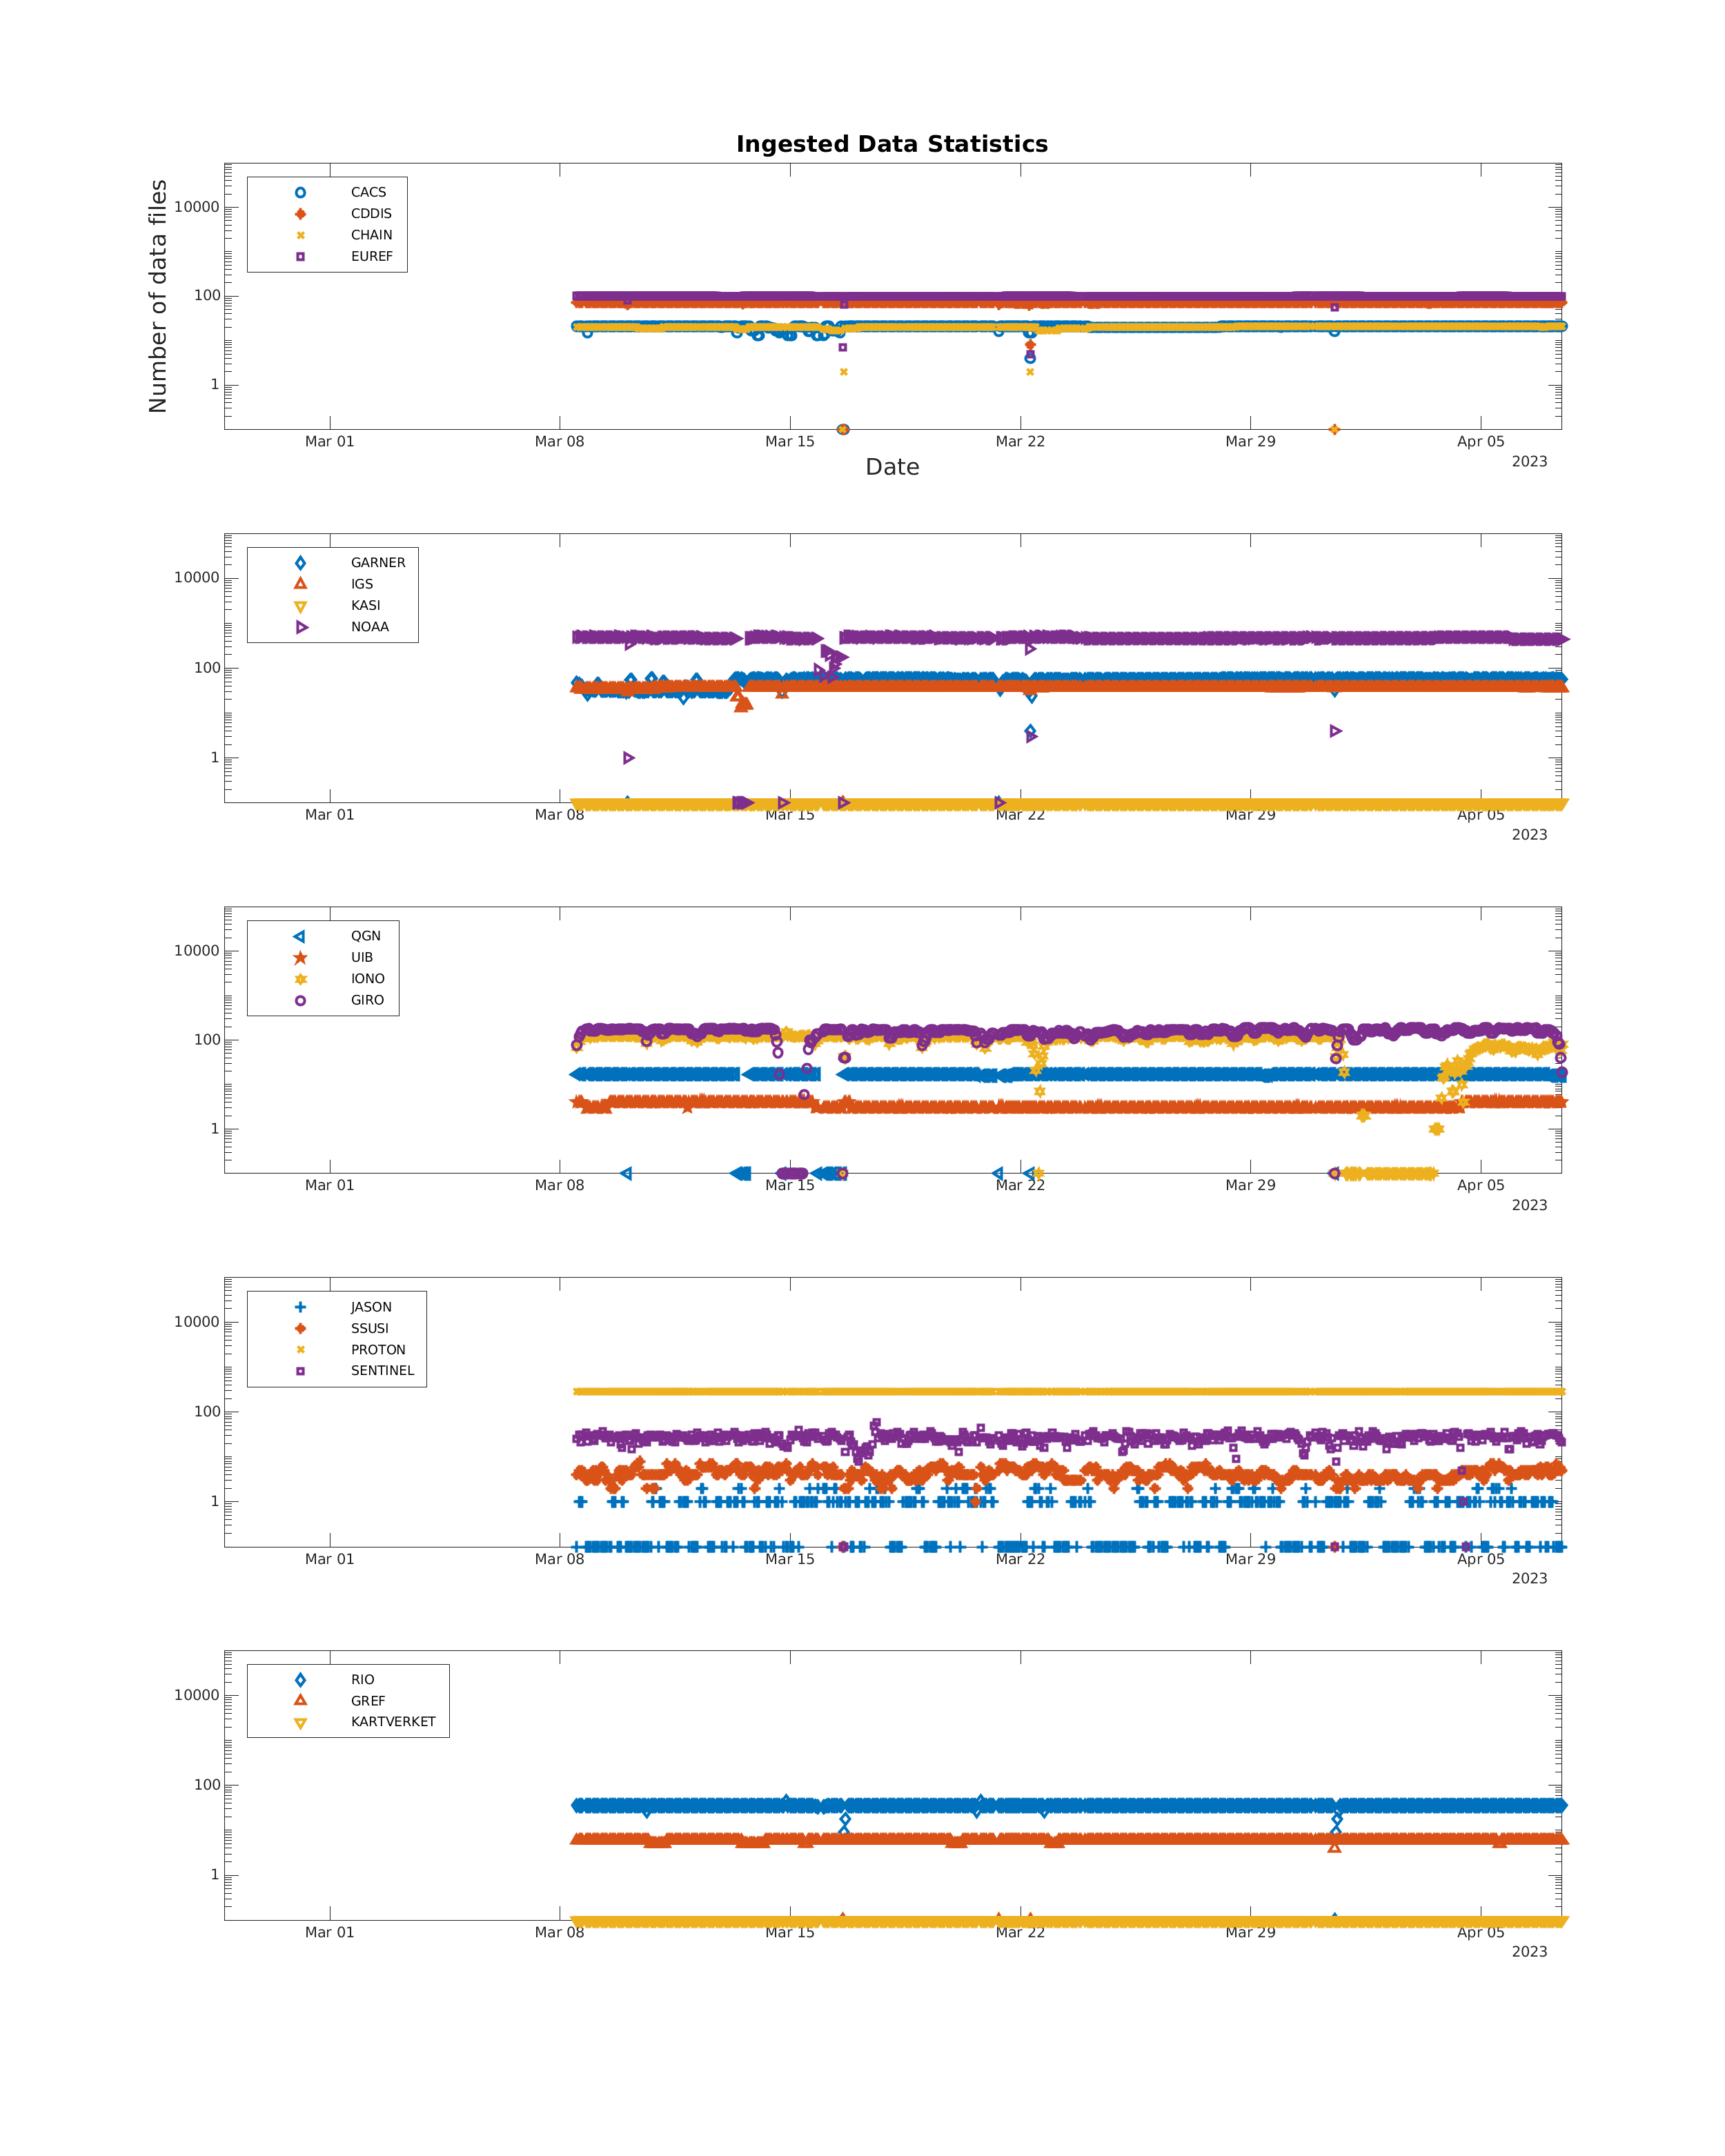 Ingested Data Statistics
Number of data files
CACS
CDDIS
CHAIN
EUREF
10000
100
1
Mar 01 Mar 08 Mar 15 Mar 22 Mar 29 Apr 05
Date
2023
GARNER
IGS
KASI
NOAA
10000
100
1
Mar 01 Mar 08 Mar 15 Mar 22 Mar 29 Apr 05
2023
QGN
UIB
IONO
GIRO
10000
100
1
Mar 01 Mar 08 Mar 15 Mar 22 Mar 29 Apr 05
2023
JASON
SSUSI
PROTON
SENTINEL
10000
100
1
Mar 01 Mar 08 Mar 15 Mar 22 Mar 29 Apr 05
2023
RIO
GREF
KARTVERKET
10000
100
1
Mar 01 Mar 08 Mar 15 Mar 22 Mar 29 Apr 05
2023